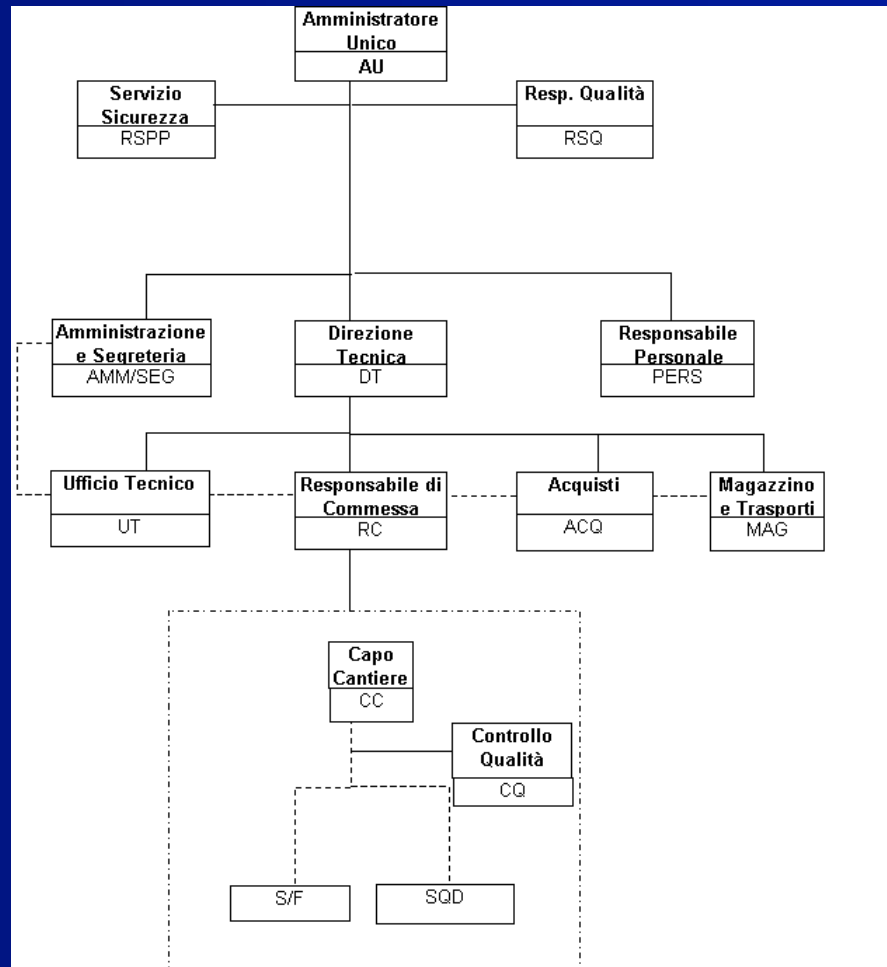 Amministratore
Unico
AU
Servizio
Sicurezza
RSPP
Resp. Qualità
RSQ
Amministrazione
e Segreteria
AMM/SEG
Direzione
Tecnica
DT
Responsabile
Personale
PERS
Ufficio Tecnico
UT
Responsabile di
Commessa
RC
Acquisti
ACQ
Magazzino
e Trasporti
MAG
Capo
Cantiere
CC
Controllo
Qualità
CQ
S/F
SQD